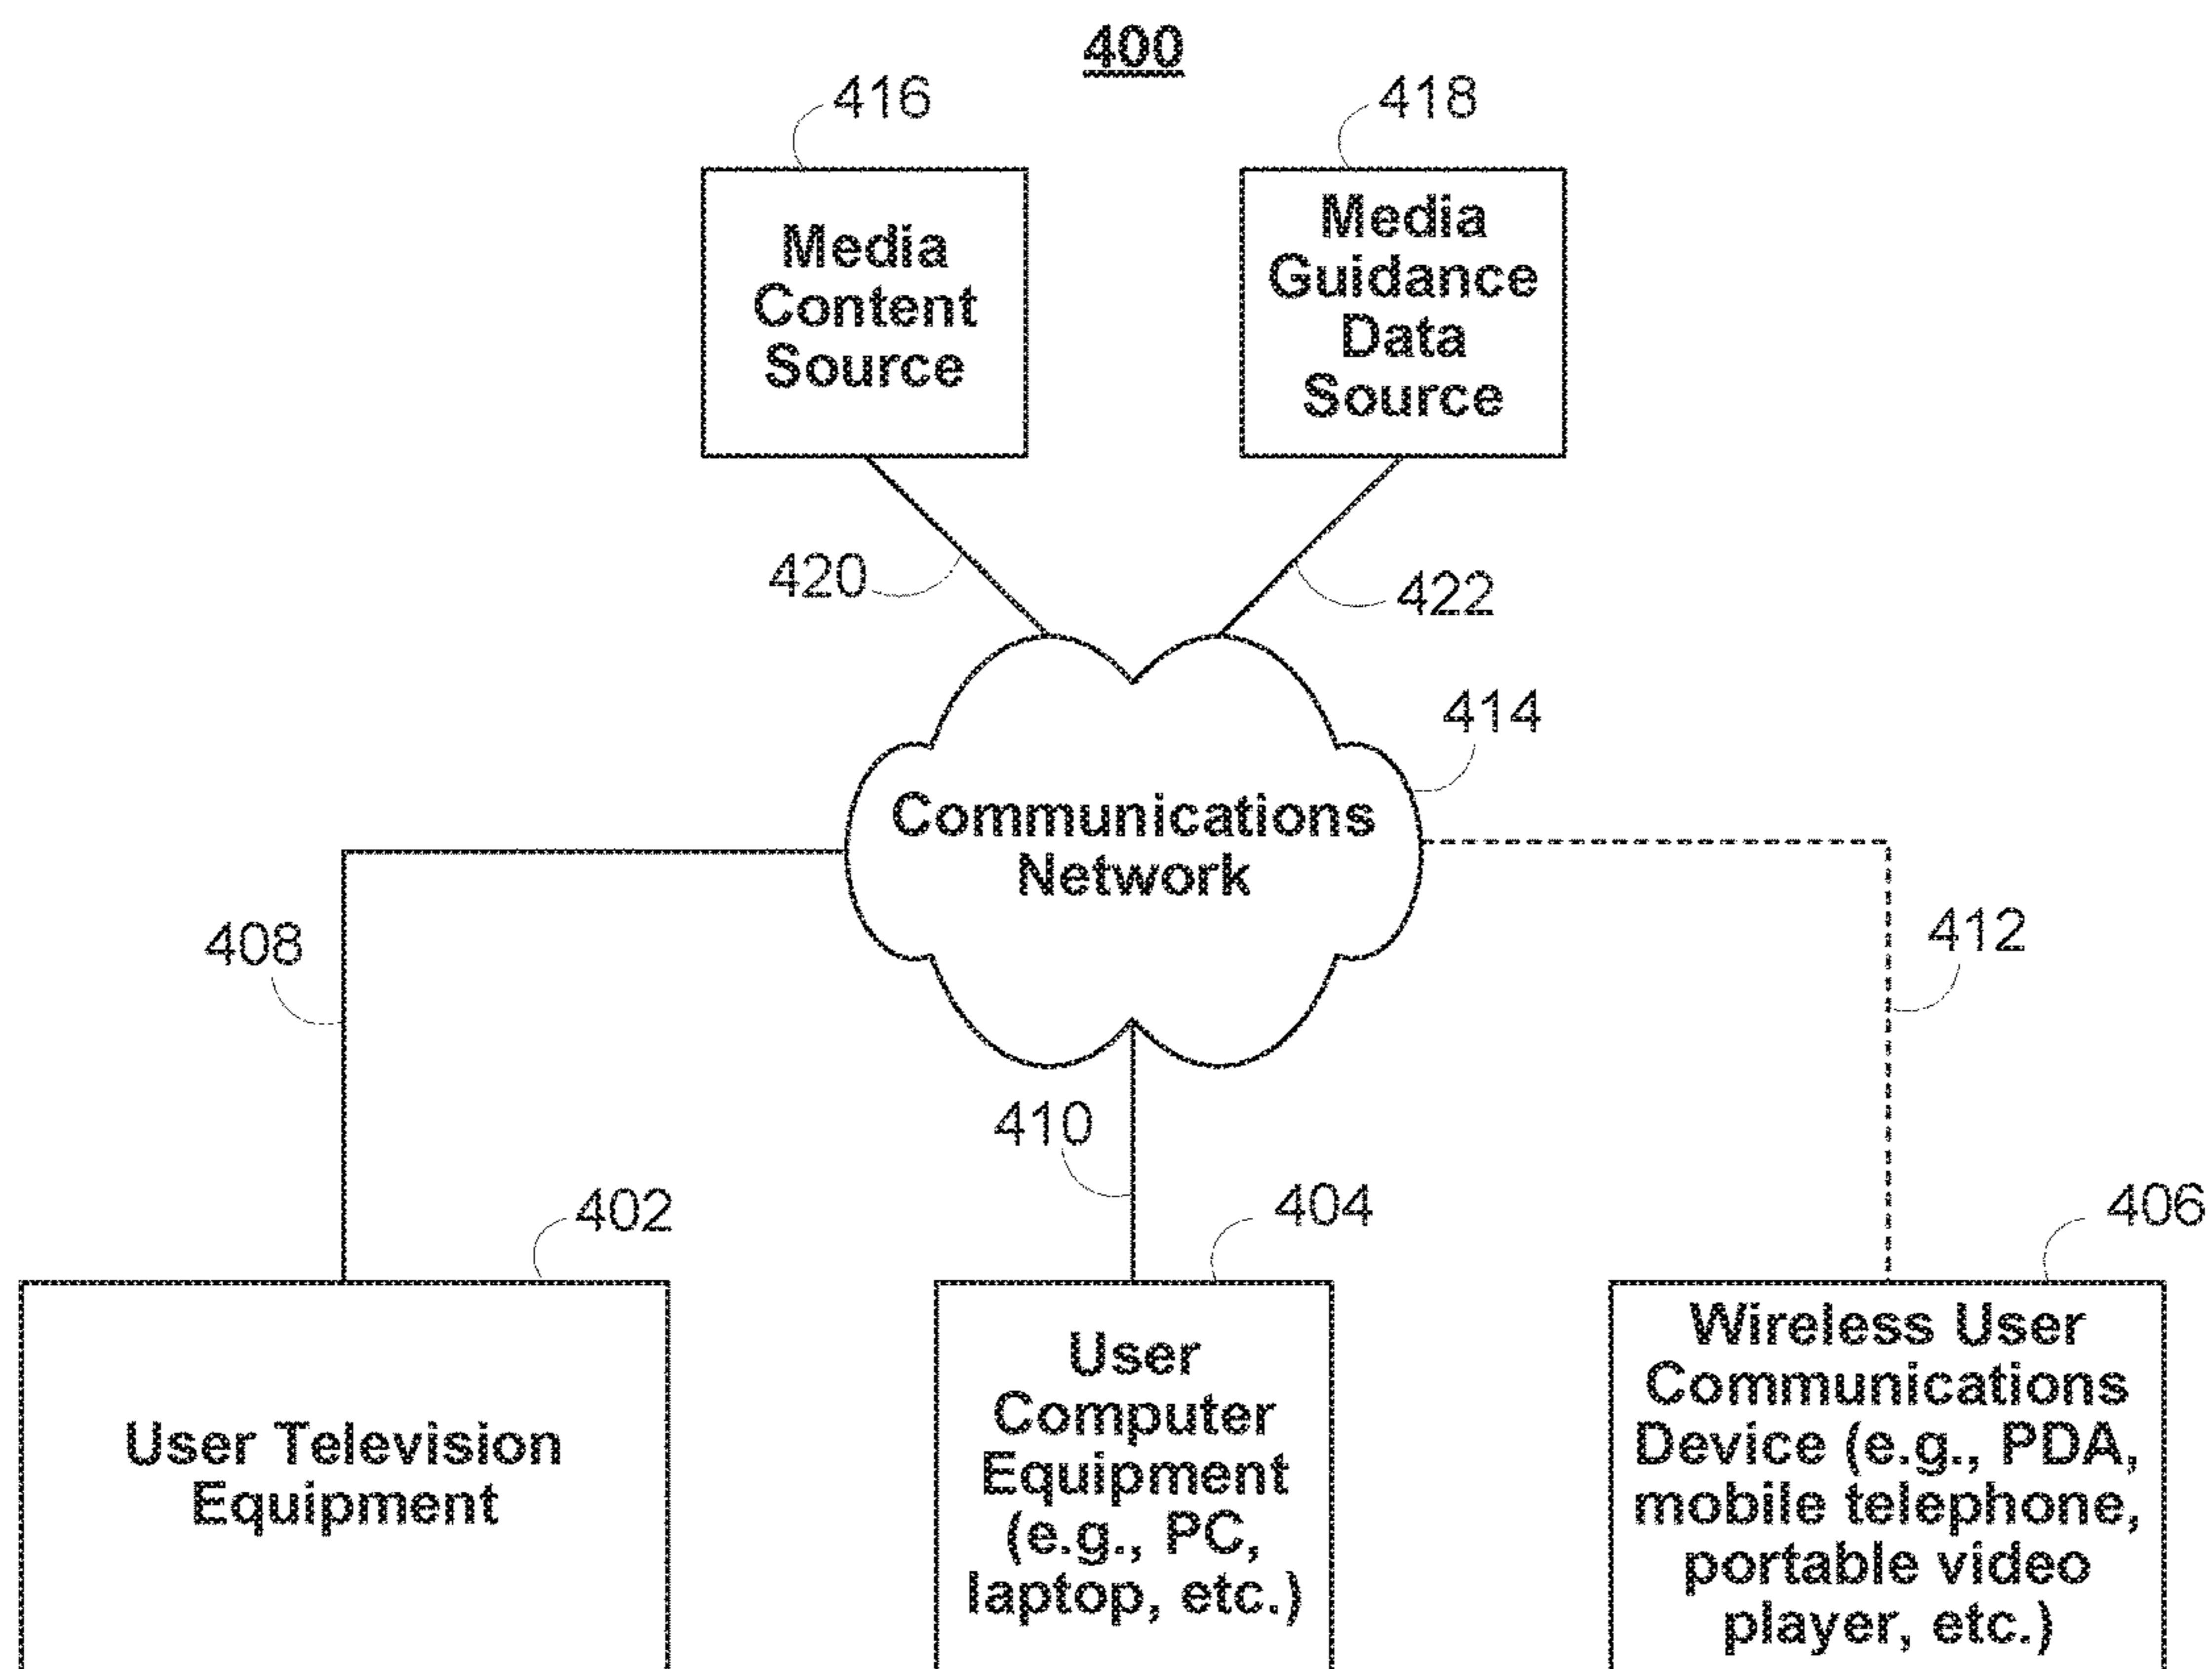 400
416
418
Media
Content
Source
Media
Guidance
Data
Source
420
422
414
Communications
Network
408
412
410
402
404
406
User Television
Equipment
User
Computer
Equipment
(e.g., PC,
laptop, etc.)
Wireless User
Communications
Device (e.g., PDA,
mobile telephone,
portable video
player, etc.)